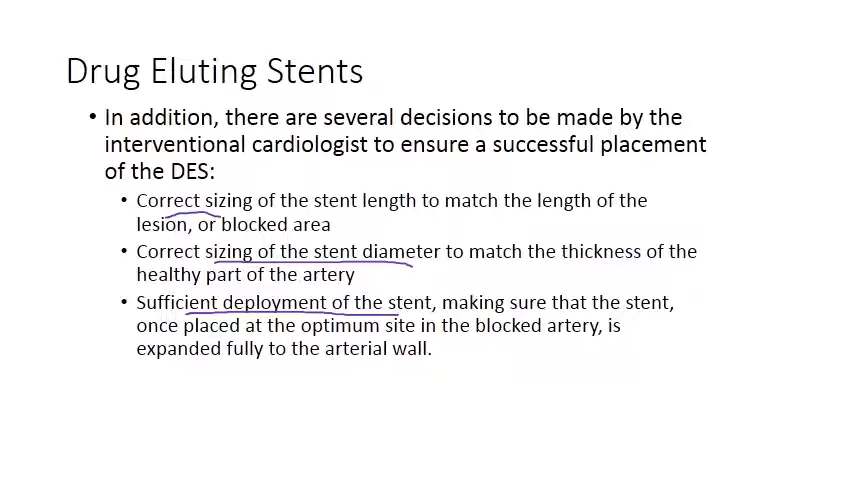 Drug Eluting Stents
• In addition, there are several decisions to be made by the
interventional cardiologist to ensure a successful placement
of the DES:
• Correct sizing of the stent length to match the length of the
lesion, or blocked area
• Correct sizing of the stent diameter to match the thickness of the
healthy part of the artery
• Sufficient deployment of the stent, making sure that the stent,
once placed at the optimum site in the blocked artery, is
expanded fully to the arterial wall.